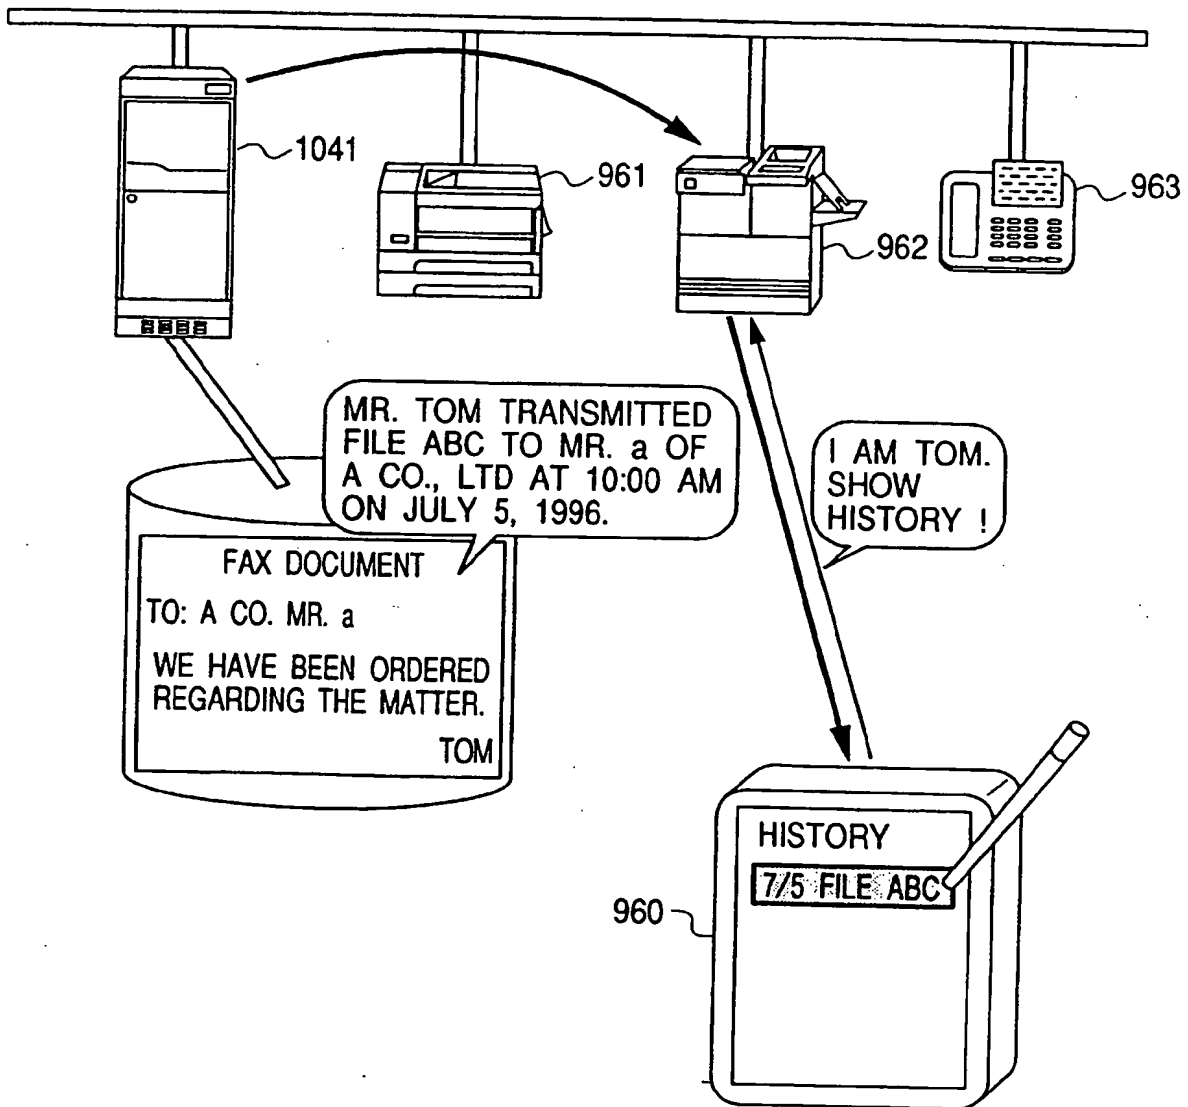 1041
961
962
963
MR. TOM TRANSMITTED
FILE ABC TO MR. a OF
A CO., LTD AT 10:00 AM
ON JULY 5, 1996.
I AM TOM.
SHOW
HISTORY !
FAX DOCUMENT
TO: A CO. MR. a
WE HAVE BEEN ORDERED
REGARDING THE MATTER.
TOM
HISTORY
7/5 FILE ABC
960